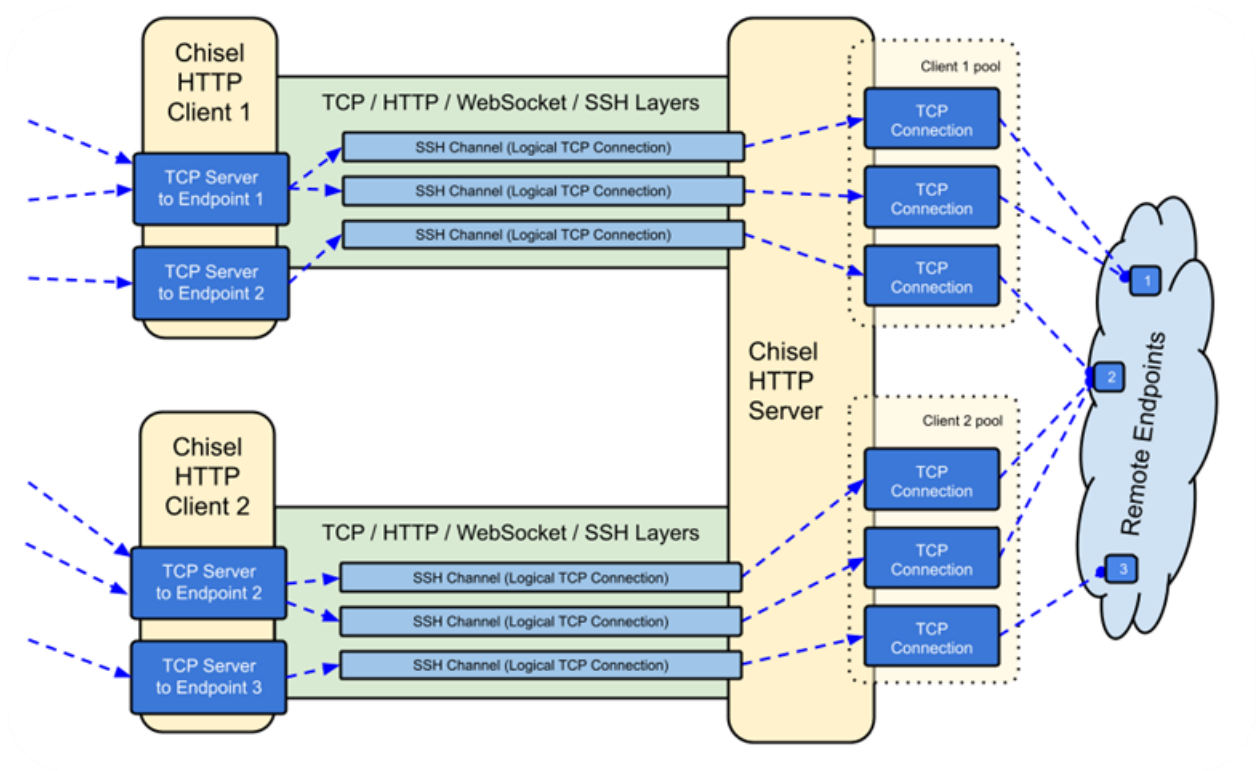 Chisel
HTTP
Client 1
TCP Server
to Endpoint 1
TCP Server
to Endpoint 2
TCP / HTTP / WebSocket / SSH Layers
SSH Channel (Logical TCP Connection)
SSH Channel (Logical TCP Connection)
SSH Channel (Logical TCP Connection)
Chisel
HTTP
Server
Client 1 pool
TCP
Connection
TCP
Connection
TCP
Connection
1
2
3
Remote Endpoints
Chisel
HTTP
Client 2
TCP Server
to Endpoint 2
TCP Server
to Endpoint 3
TCP / HTTP / WebSocket / SSH Layers
SSH Channel (Logical TCP Connection)
SSH Channel (Logical TCP Connection)
SSH Channel (Logical TCP Connection)
Client 2 pool
TCP
Connection
TCP
Connection
TCP
Connection